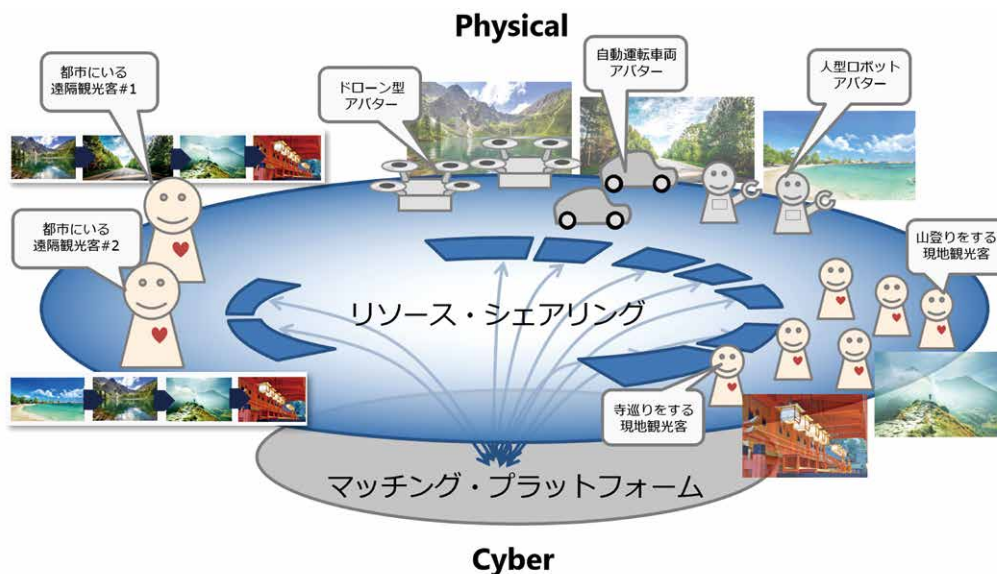 Physical
都市にいる
遠隔観光客#1
ドローン型
アバター
自動運転車両
アバター
人型ロボット
アバター
都市にいる
遠隔観光客#2
山登りをする
現地観光客
リソース・シェアリング
寺巡りをする
現地観光客
マッチング・プラットフォーム
Cyber